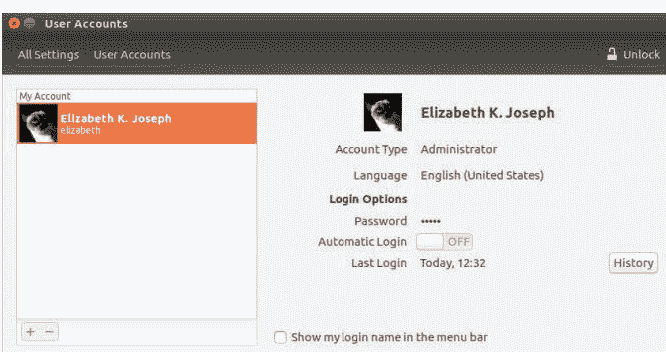 User Accounts
All Settings User Accounts Unlock
My Account
Elizabeth K. Joseph
elizabeth
Elizabeth K. Joseph
Account Type Administrator
Language English (United States)
Login Options
Password •••••
Automatic Login OFF
Last Login Today, 12:32 History
+ −
Show my login name in the menu bar